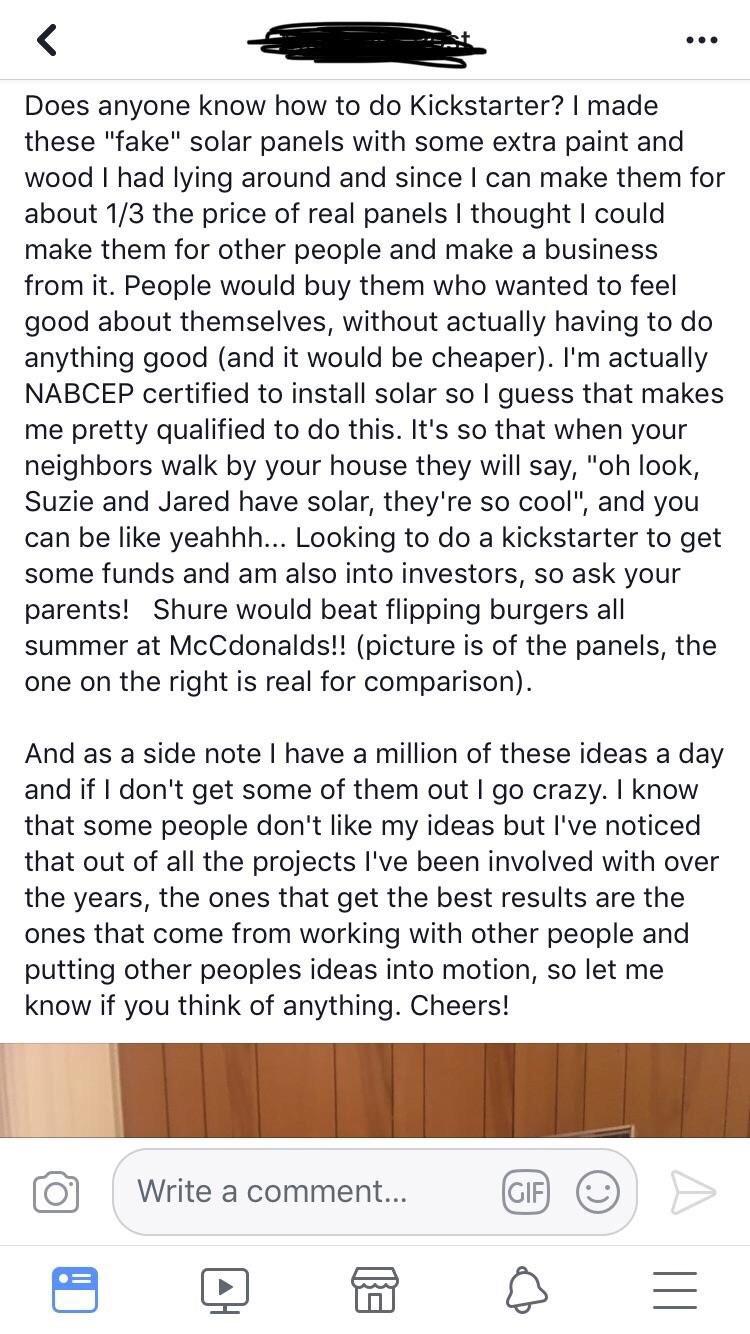 Does anyone know how to do Kickstarter? I made
these "fake" solar panels with some extra paint and
wood I had lying around and since I can make them for
about 1/3 the price of real panels I thought I could
make them for other people and make a business
from it. People would buy them who wanted to feel
good about themselves, without actually having to do
anything good (and it would be cheaper). I'm actually
NABCEP certified to install solar so I guess that makes
me pretty qualified to do this. It's so that when your
neighbors walk by your house they will say, "oh look,
Suzie and Jared have solar, they're so cool", and you
can be like yeahhh... Looking to do a kickstarter to get
some funds and am also into investors, so ask your
parents!   Shure would beat flipping burgers all
summer at McCdonalds!! (picture is of the panels, the
one on the right is real for comparison).
And as a side note I have a million of these ideas a day
and if I don't get some of them out I go crazy. I know
that some people don't like my ideas but I've noticed
that out of all the projects I've been involved with over
the years, the ones that get the best results are the
ones that come from working with other people and
putting other peoples ideas into motion, so let me
know if you think of anything. Cheers!
Write a comment...
GIF